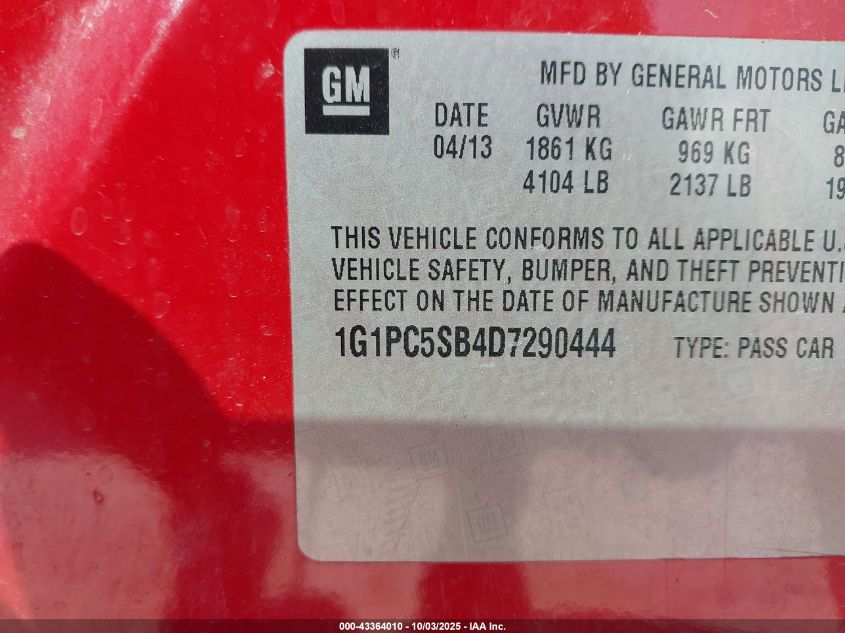 GM
MFD BY GENERAL MOTORS
DATE GVWR GAWR FRT
04/13 1861 KG 969 KG
4104 LB 2137 LB
THIS VEHICLE CONFORMS TO ALL APPLICABLE U.S
VEHICLE SAFETY, BUMPER, AND THEFT PREVENTI
EFFECT ON THE DATE OF MANUFACTURE SHOWN A
1G1PC5SB4D7290444 TYPE: PASS CAR
GM
GM
000-43364010 - 10/03/2025 - IAA Inc.